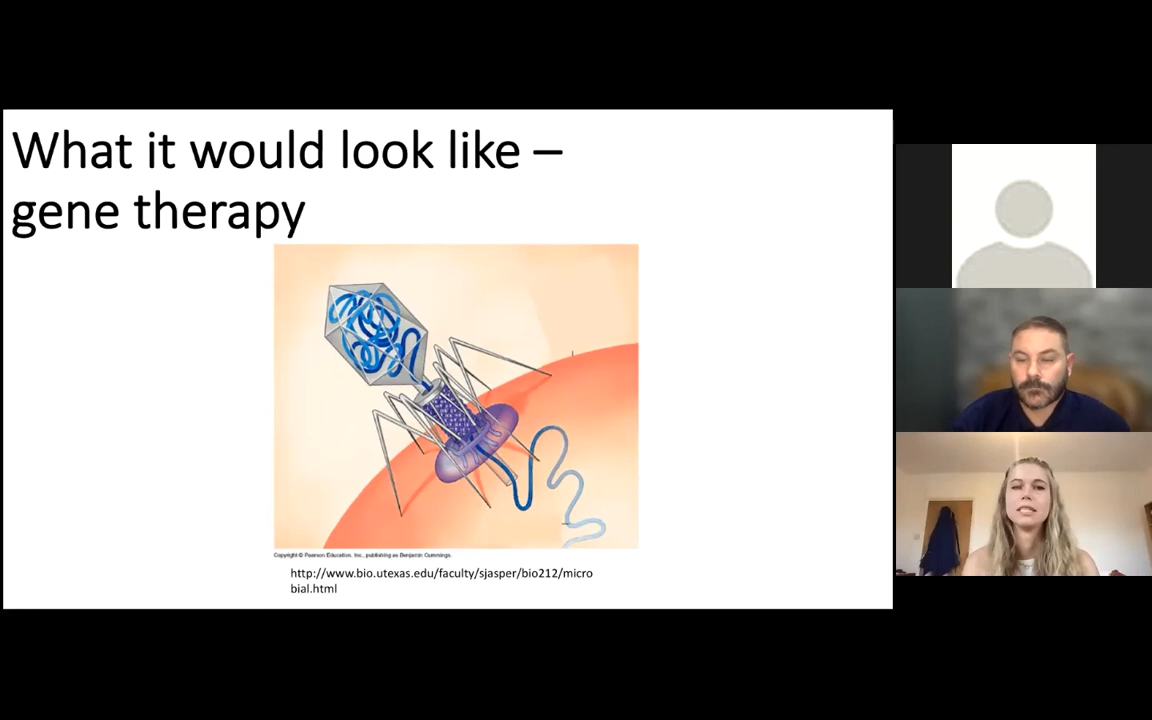 What it would look like –
gene therapy
Copyright © Pearson Education, Inc., publishing as Benjamin Cummings.
http://www.bio.utexas.edu/faculty/sjasper/bio212/micro
bial.html